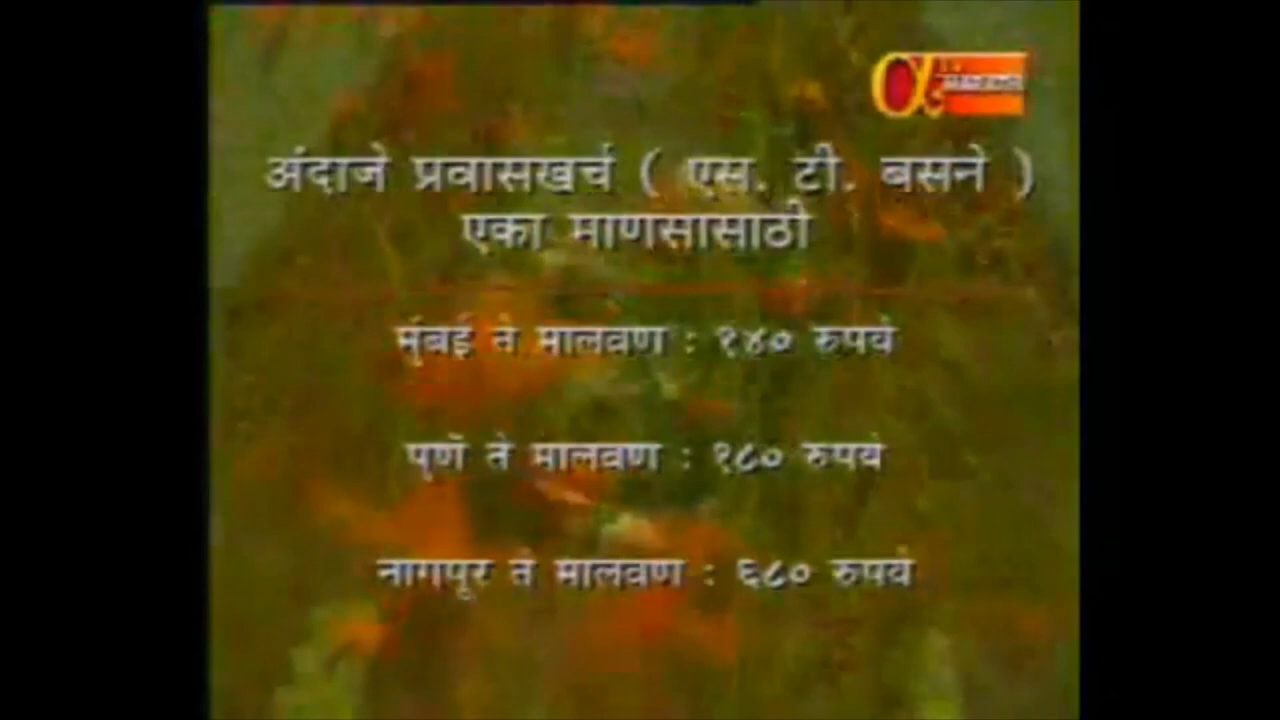 अंदाजे प्रवासखर्च ( एस. टी. बसने )
एका माणसासाठी
मुंबई ते मालवण : १४० रुपये
पुणे ते मालवण : १८० रुपये
नागपूर ते मालवण : ६८० रुपये